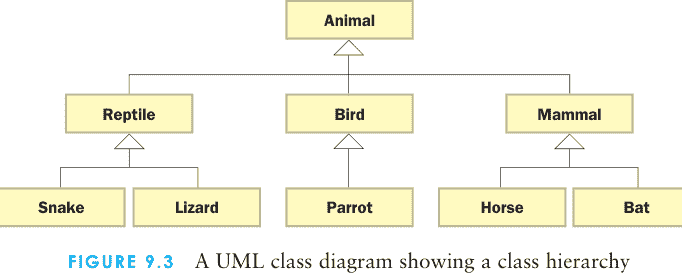 Animal
Reptile Bird Mammal
Snake Lizard Parrot Horse Bat
FIGURE 9.3 A UML class diagram showing a class hierarchy